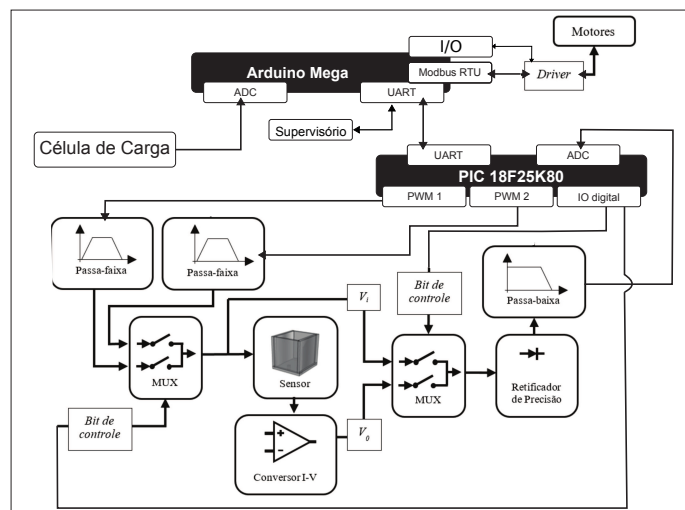 I/O
Motores
Arduino Mega
Modbus RTU
Driver
ADC
UART
Supervisório
Célula de Carga
UART
ADC
PIC 18F25K80
PWM 1
PWM 2
IO digital
Passa-faixa
Passa-faixa
Bit de
controle
Passa-baixa
Vi
MUX
Sensor
MUX
Retificador
de Precisão
Bit de
controle
V0
Conversor I-V